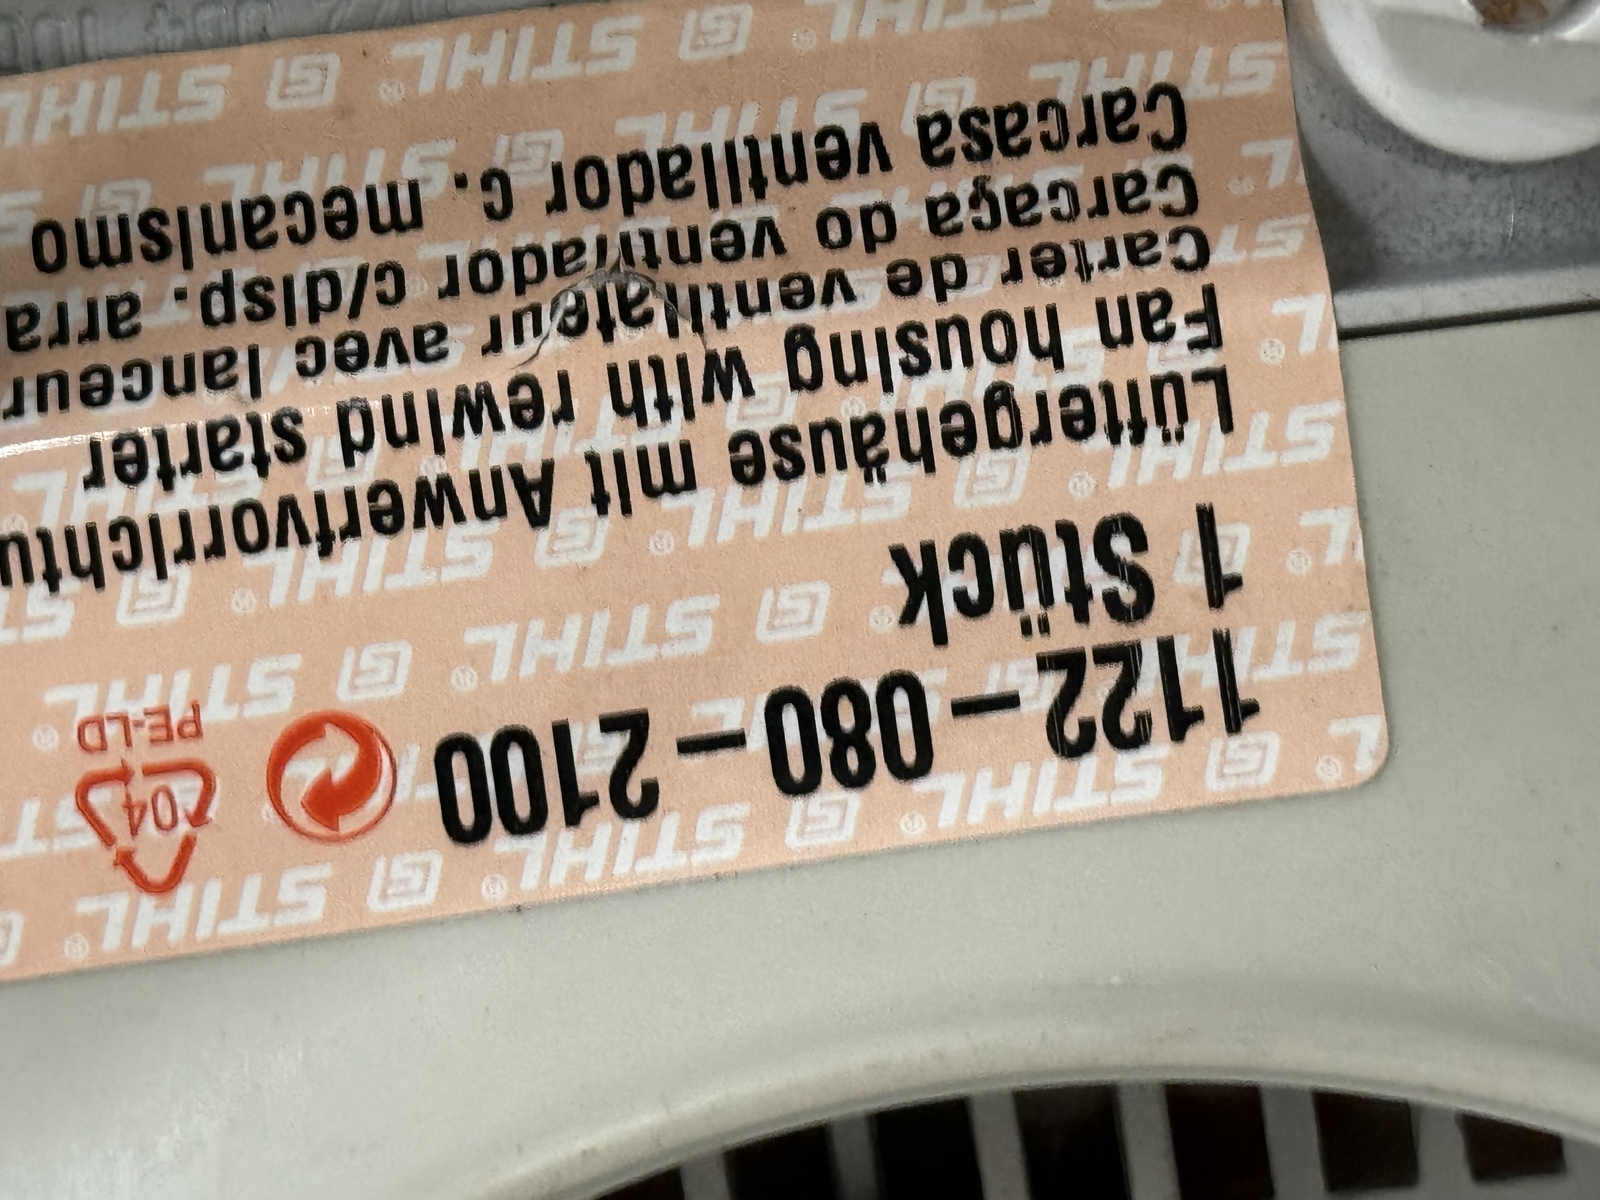 1122-080-2100
PE-LD
04
1 Stück
Lüftergehäuse mit Anwerfvorrichtu
Fan housing with rewind starter
Carter de ventilateur avec lanceur
Carcaça do ventilador c/disp. arra
Carcasa ventilador c. mecanismo
STIHL